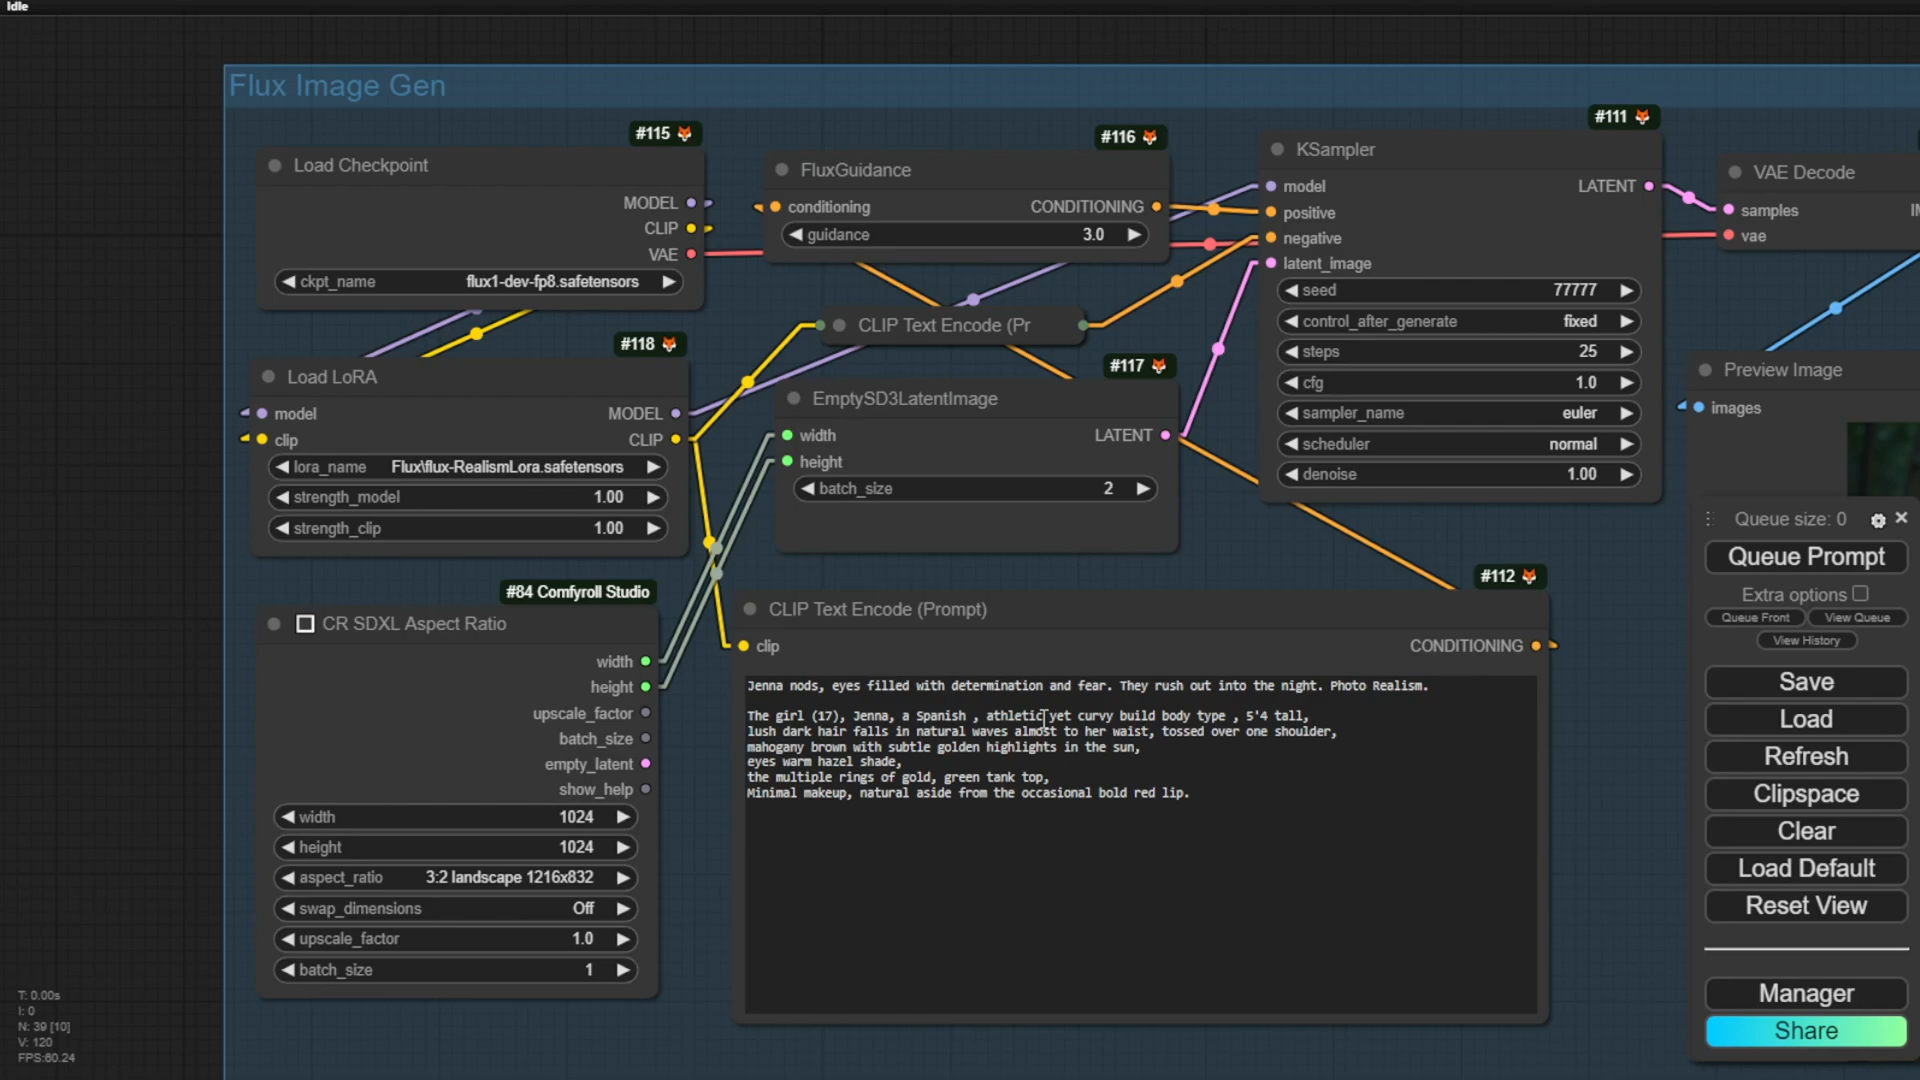 Idle
Flux Image Gen
#115
Load Checkpoint
MODEL
CLIP
VAE
ckpt_name flux1-dev-fp8.safetensors
#118
Load LoRA
model MODEL
clip CLIP
lora_name Flux\flux-RealismLora.safetensors
strength_model 1.00
strength_clip 1.00
#84 Comfyroll Studio
CR SDXL Aspect Ratio
width
height
upscale_factor
batch_size
empty_latent
show_help
width 1024
height 1024
aspect_ratio 3:2 landscape 1216x832
swap_dimensions Off
upscale_factor 1.0
batch_size 1
#116
FluxGuidance
conditioning CONDITIONING
guidance 3.0
CLIP Text Encode (Pr
#117
EmptySD3LatentImage
width LATENT
height
batch_size 2
#112
CLIP Text Encode (Prompt)
clip CONDITIONING
Jenna nods, eyes filled with determination and fear. They rush out into the night. Photo Realism.
The girl (17), Jenna, a Spanish , athletic yet curvy build body type , 5'4 tall,
lush dark hair falls in natural waves almost to her waist, tossed over one shoulder,
mahogany brown with subtle golden highlights in the sun,
eyes warm hazel shade,
the multiple rings of gold, green tank top,
Minimal makeup, natural aside from the occasional bold red lip.
#111
KSampler
model LATENT
positive
negative
latent_image
seed 77777
control_after_generate fixed
steps 25
cfg 1.0
sampler_name euler
scheduler normal
denoise 1.00
VAE Decode
samples
vae
Preview Image
images
Queue size: 0
Queue Prompt
Extra options
Queue Front View Queue
View History
Save
Load
Refresh
Clipspace
Clear
Load Default
Reset View
Manager
Share
T: 0.00s
I: 0
N: 39 [10]
V: 120
FPS:60.24